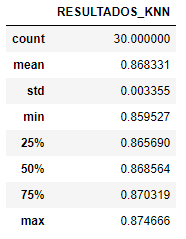 RESULTADOS_KNN
count 30.000000
mean 0.868331
std 0.003355
min 0.859527
25% 0.865690
50% 0.868564
75% 0.870319
max 0.874666